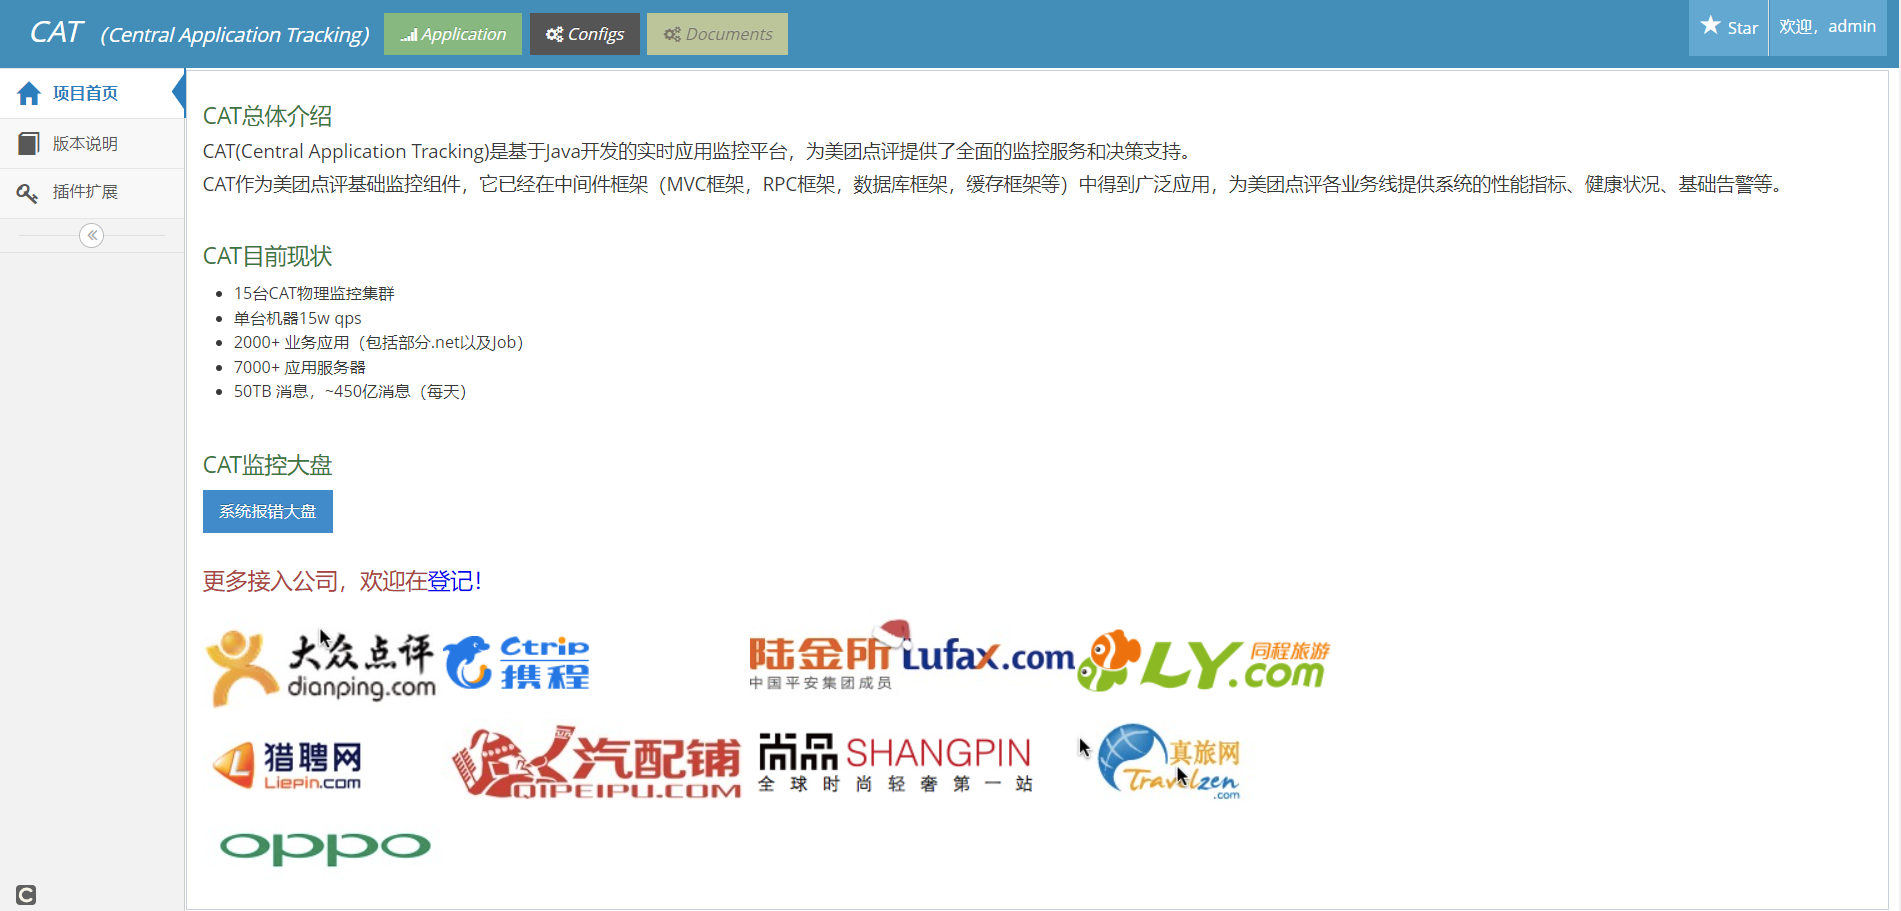 CAT (Central Application Tracking) Application Configs Documents Star 欢迎，admin
项目首页
版本说明
插件扩展
CAT总体介绍
CAT(Central Application Tracking)是基于Java开发的实时应用监控平台，为美团点评提供了全面的监控服务和决策支持。
CAT作为美团点评基础监控组件，它已经在中间件框架（MVC框架，RPC框架，数据库框架，缓存框架等）中得到广泛应用，为美团点评各业务线提供系统的性能指标、健康状况、基础告警等。
CAT目前现状
15台CAT物理监控集群
单台机器15w qps
2000+ 业务应用（包括部分.net以及Job）
7000+ 应用服务器
50TB 消息，~450亿消息（每天）
CAT监控大盘
系统报错大盘
更多接入公司，欢迎在登记！
大众点评
dianping.com
Ctrip
携程
陆金所 Lufax.com
中国平安集团成员
LY.com 同程旅游
猎聘网
Liepin.com
汽配铺
QIPEIPU.COM
尚品 SHANGPIN
全球时尚轻奢第一站
真旅网
Travelzen
.com
oppo
C